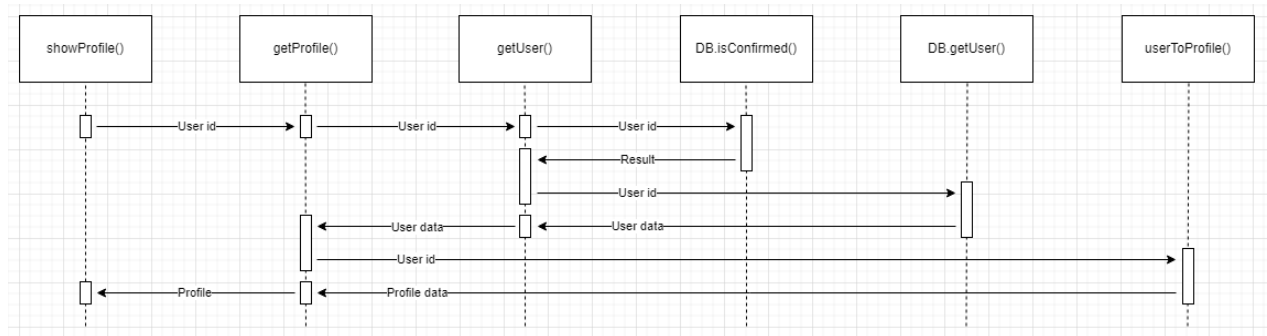 showProfile()
getProfile()
getUser()
DB.isConfirmed()
DB.getUser()
userToProfile()
User id
User id
User id
Result
User id
User data
User data
User id
Profile
Profile data